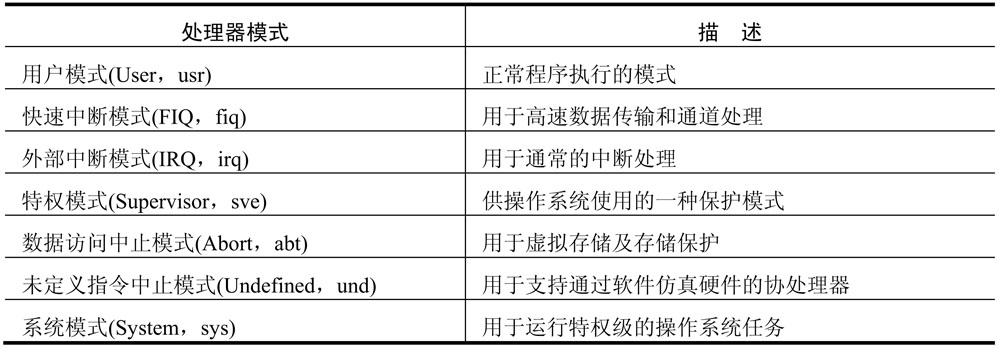 处理器模式 描 述
用户模式(User，usr) 正常程序执行的模式
快速中断模式(FIQ，fiq) 用于高速数据传输和通道处理
外部中断模式(IRQ，irq) 用于通常的中断处理
特权模式(Supervisor，sve) 供操作系统使用的一种保护模式
数据访问中止模式(Abort，abt) 用于虚拟存储及存储保护
未定义指令中止模式(Undefined，und) 用于支持通过软件仿真硬件的协处理器
系统模式(System，sys) 用于运行特权级的操作系统任务